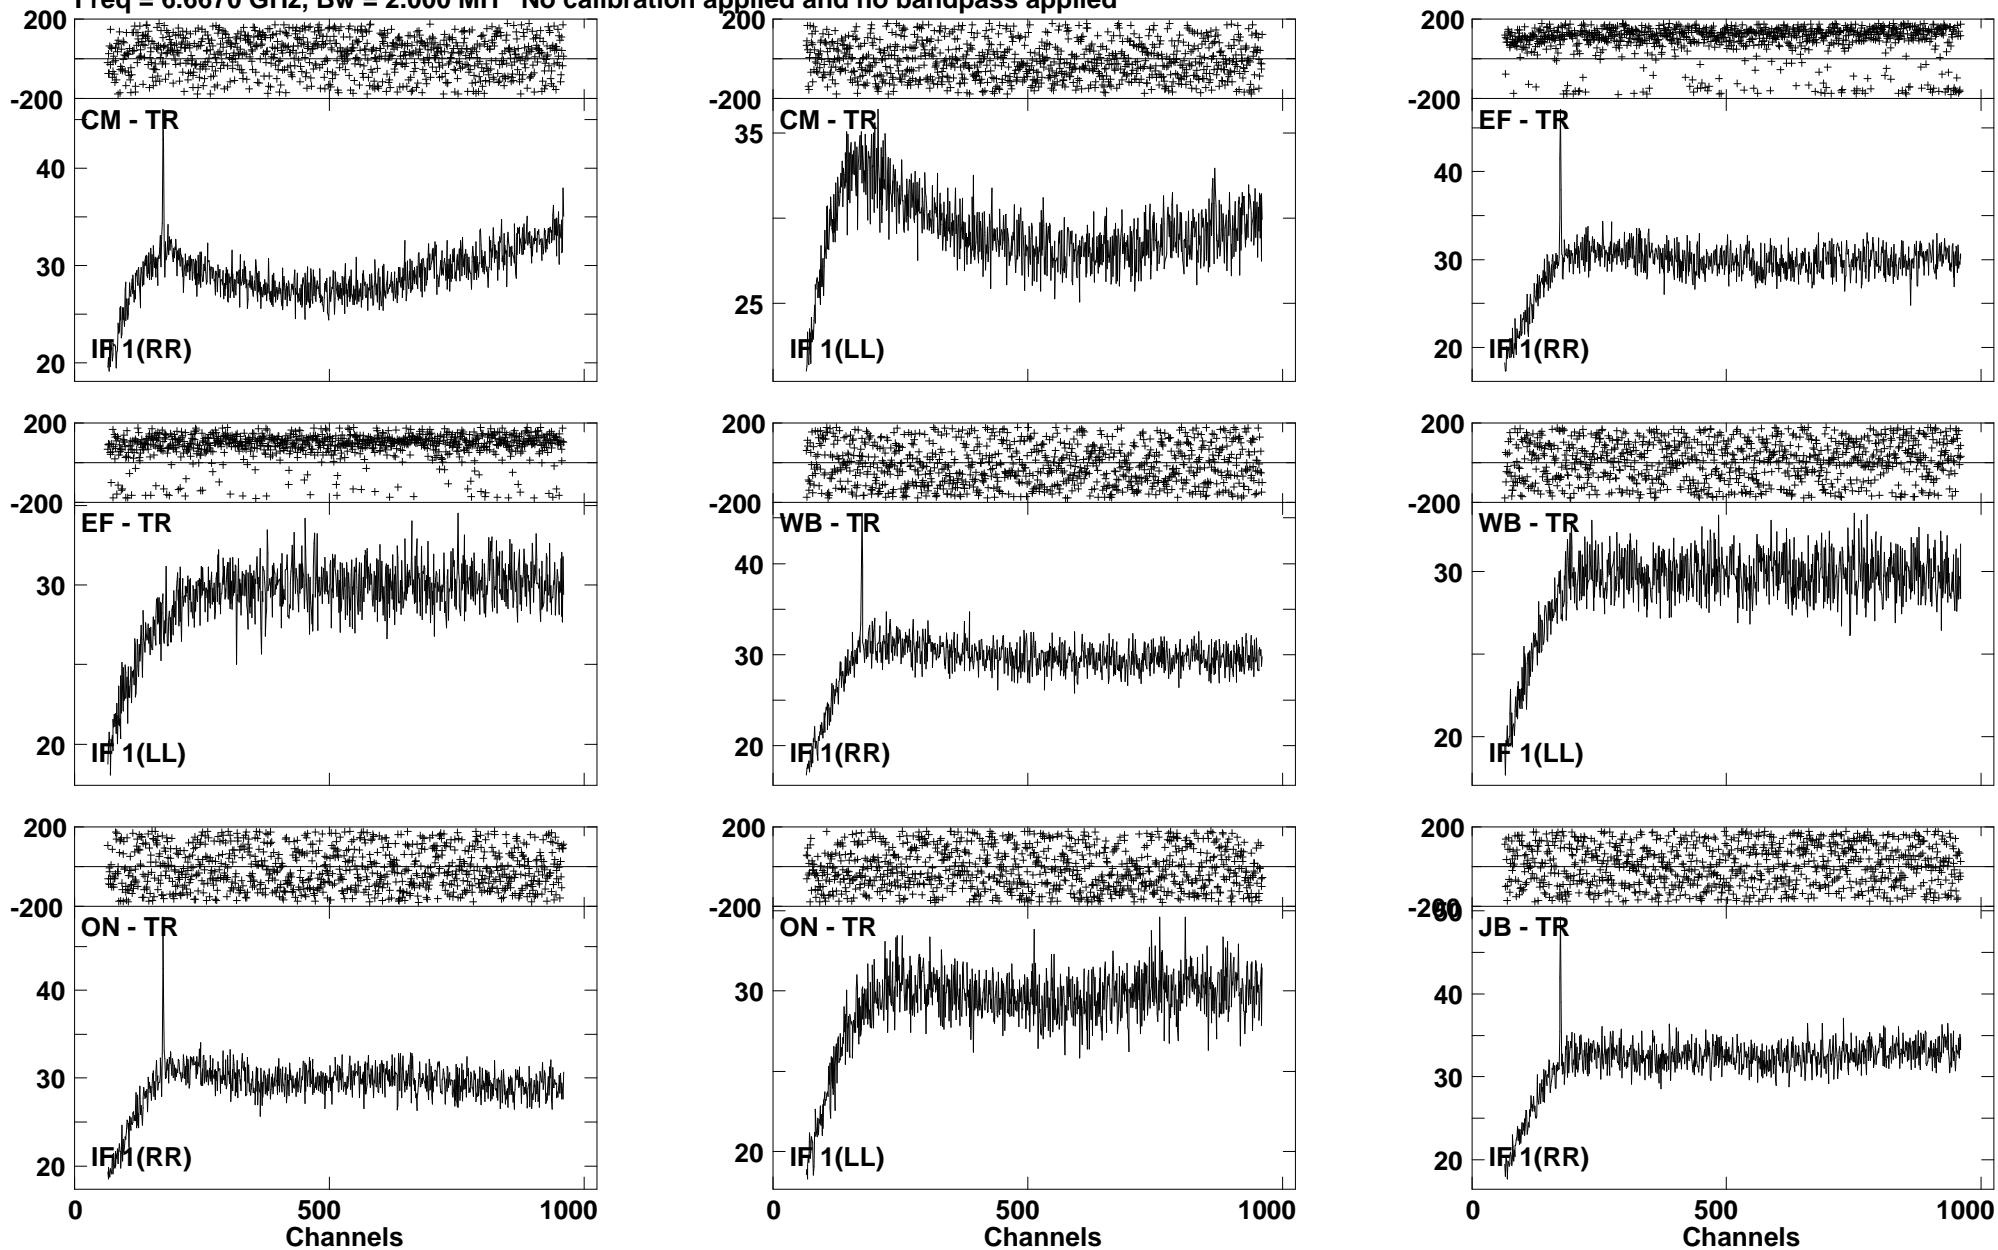 Freq = 6.6670 GHz, Bw = 2.000 MH No calibration applied and no bandpass applied
200
-200
CM - TR
40
30
20
IF 1(RR)
200
-200
CM - TR
35
25
IF 1(LL)
200
-200
EF - TR
40
30
20
IF 1(RR)
200
-200
EF - TR
30
20
IF 1(LL)
200
-200
WB - TR
40
30
20
IF 1(RR)
200
-200
WB - TR
30
20
IF 1(LL)
200
-200
ON - TR
40
30
20
IF 1(RR)
0 500 1000
Channels
200
-200
ON - TR
30
20
IF 1(LL)
0 500 1000
Channels
200
-200
50
JB - TR
40
30
20
IF 1(RR)
0 500 1000
Channels